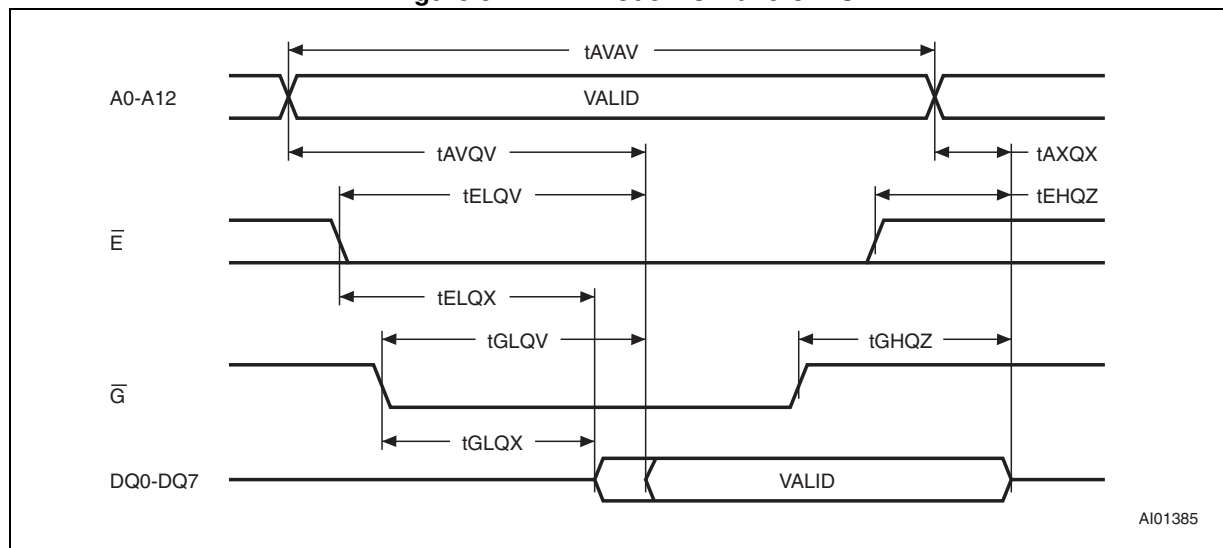 tAVAV
A0-A12
VALID
tAVQV
tAXQX
tELQV
tEHQZ
E̅
tELQX
tGLQV
tGHQZ
G̅
tGLQX
DQ0-DQ7
VALID
AI01385